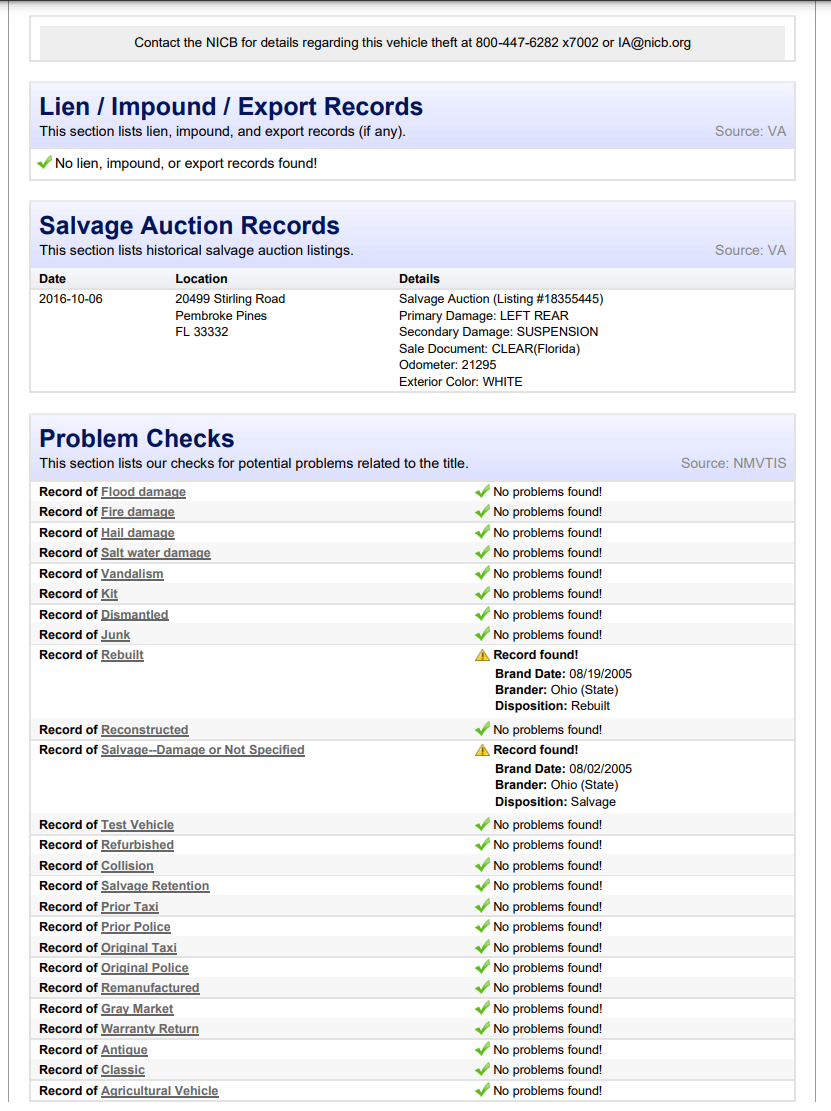 Contact the NICB for details regarding this vehicle theft at 800-447-6282 x7002 or IA@nicb.org
Lien / Impound / Export Records
This section lists lien, impound, and export records (if any).
Source: VA
No lien, impound, or export records found!
Salvage Auction Records
This section lists historical salvage auction listings.
Source: VA
Date Location Details
2016-10-06 20499 Stirling Road Salvage Auction (Listing #18355445)
Pembroke Pines Primary Damage: LEFT REAR
FL 33332 Secondary Damage: SUSPENSION
Sale Document: CLEAR(Florida)
Odometer: 21295
Exterior Color: WHITE
Problem Checks
This section lists our checks for potential problems related to the title.
Source: NMVTIS
Record of Flood damage No problems found!
Record of Fire damage No problems found!
Record of Hail damage No problems found!
Record of Salt water damage No problems found!
Record of Vandalism No problems found!
Record of Kit No problems found!
Record of Dismantled No problems found!
Record of Junk No problems found!
Record of Rebuilt Record found!
Brand Date: 08/19/2005
Brander: Ohio (State)
Disposition: Rebuilt
Record of Reconstructed No problems found!
Record of Salvage--Damage or Not Specified Record found!
Brand Date: 08/02/2005
Brander: Ohio (State)
Disposition: Salvage
Record of Test Vehicle No problems found!
Record of Refurbished No problems found!
Record of Collision No problems found!
Record of Salvage Retention No problems found!
Record of Prior Taxi No problems found!
Record of Prior Police No problems found!
Record of Original Taxi No problems found!
Record of Original Police No problems found!
Record of Remanufactured No problems found!
Record of Gray Market No problems found!
Record of Warranty Return No problems found!
Record of Antique No problems found!
Record of Classic No problems found!
Record of Agricultural Vehicle No problems found!